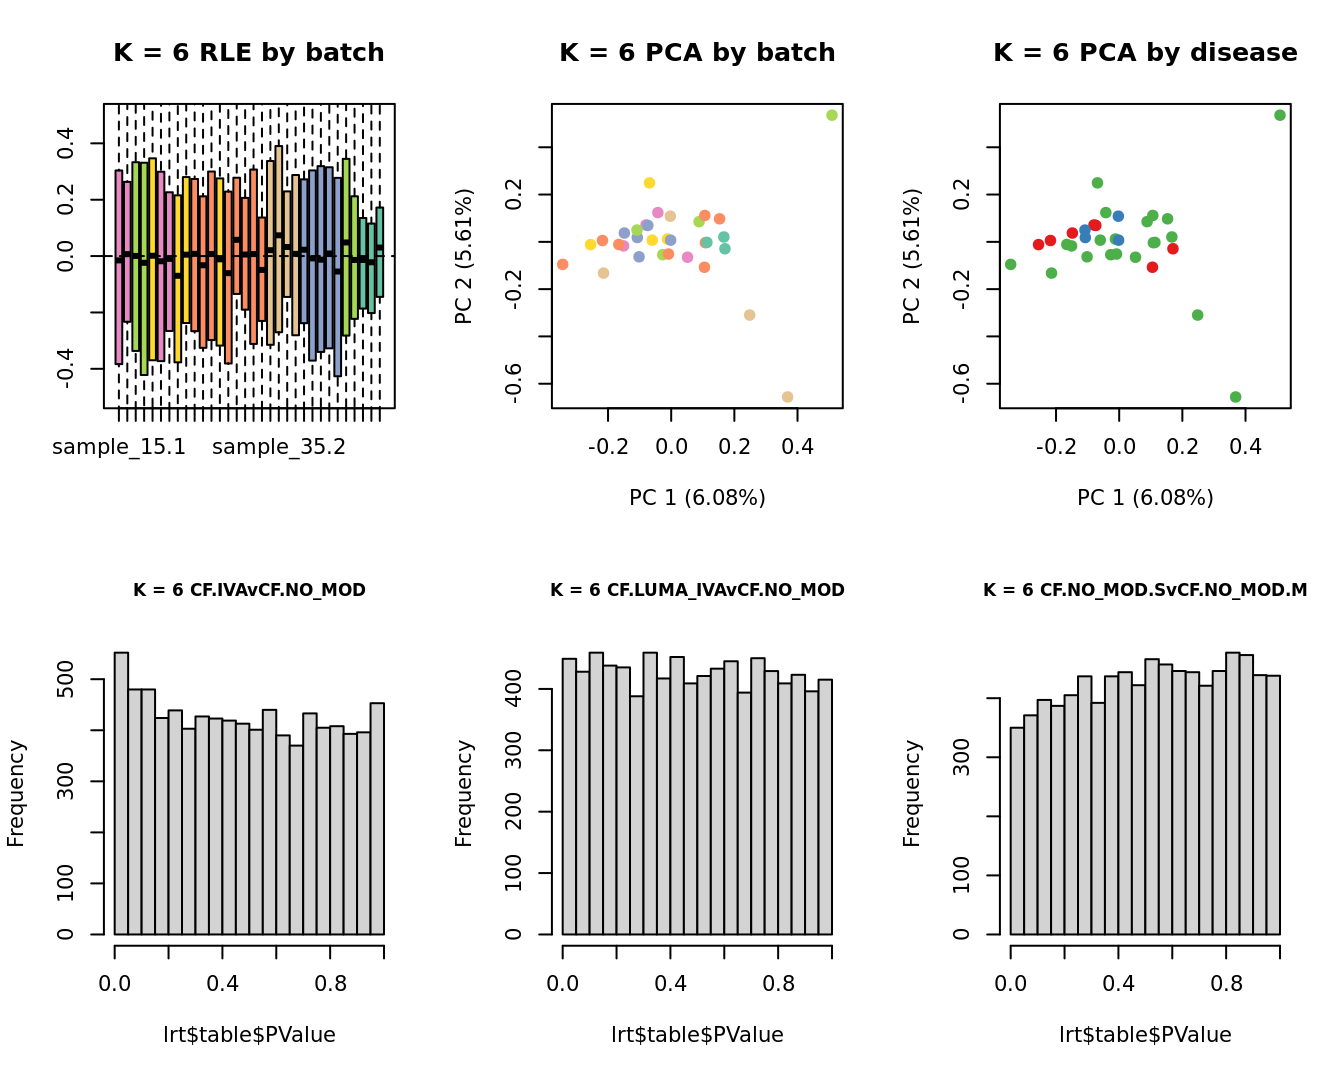 K = 6 RLE by batch
0.4
0.2
0.0
-0.4
sample_15.1 sample_35.2
K = 6 PCA by batch
PC 2 (5.61%)
0.2
-0.2
-0.6
-0.2 0.0 0.2 0.4
PC 1 (6.08%)
K = 6 PCA by disease
PC 2 (5.61%)
0.2
-0.2
-0.6
-0.2 0.0 0.2 0.4
PC 1 (6.08%)
K = 6 CF.IVAvCF.NO_MOD
Frequency
500
300
100
0
0.0 0.4 0.8
lrt$table$PValue
K = 6 CF.LUMA_IVAvCF.NO_MOD
Frequency
400
300
200
100
0
0.0 0.4 0.8
lrt$table$PValue
K = 6 CF.NO_MOD.SvCF.NO_MOD.M
Frequency
300
100
0
0.0 0.4 0.8
lrt$table$PValue